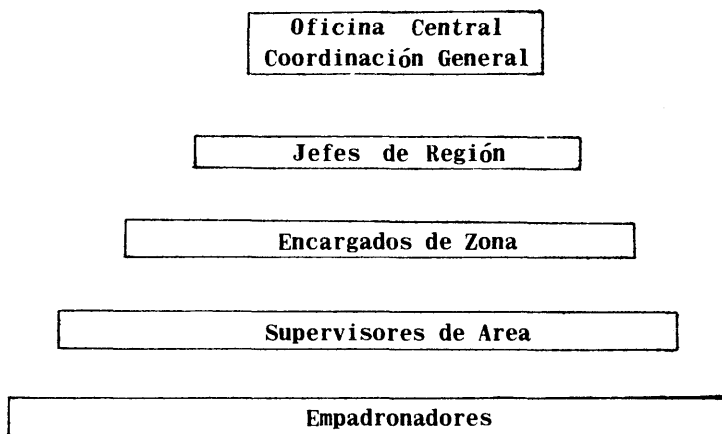 Oficina Central
Coordinación General
Jefes de Región
Encargados de Zona
Supervisores de Area
Empadronadores